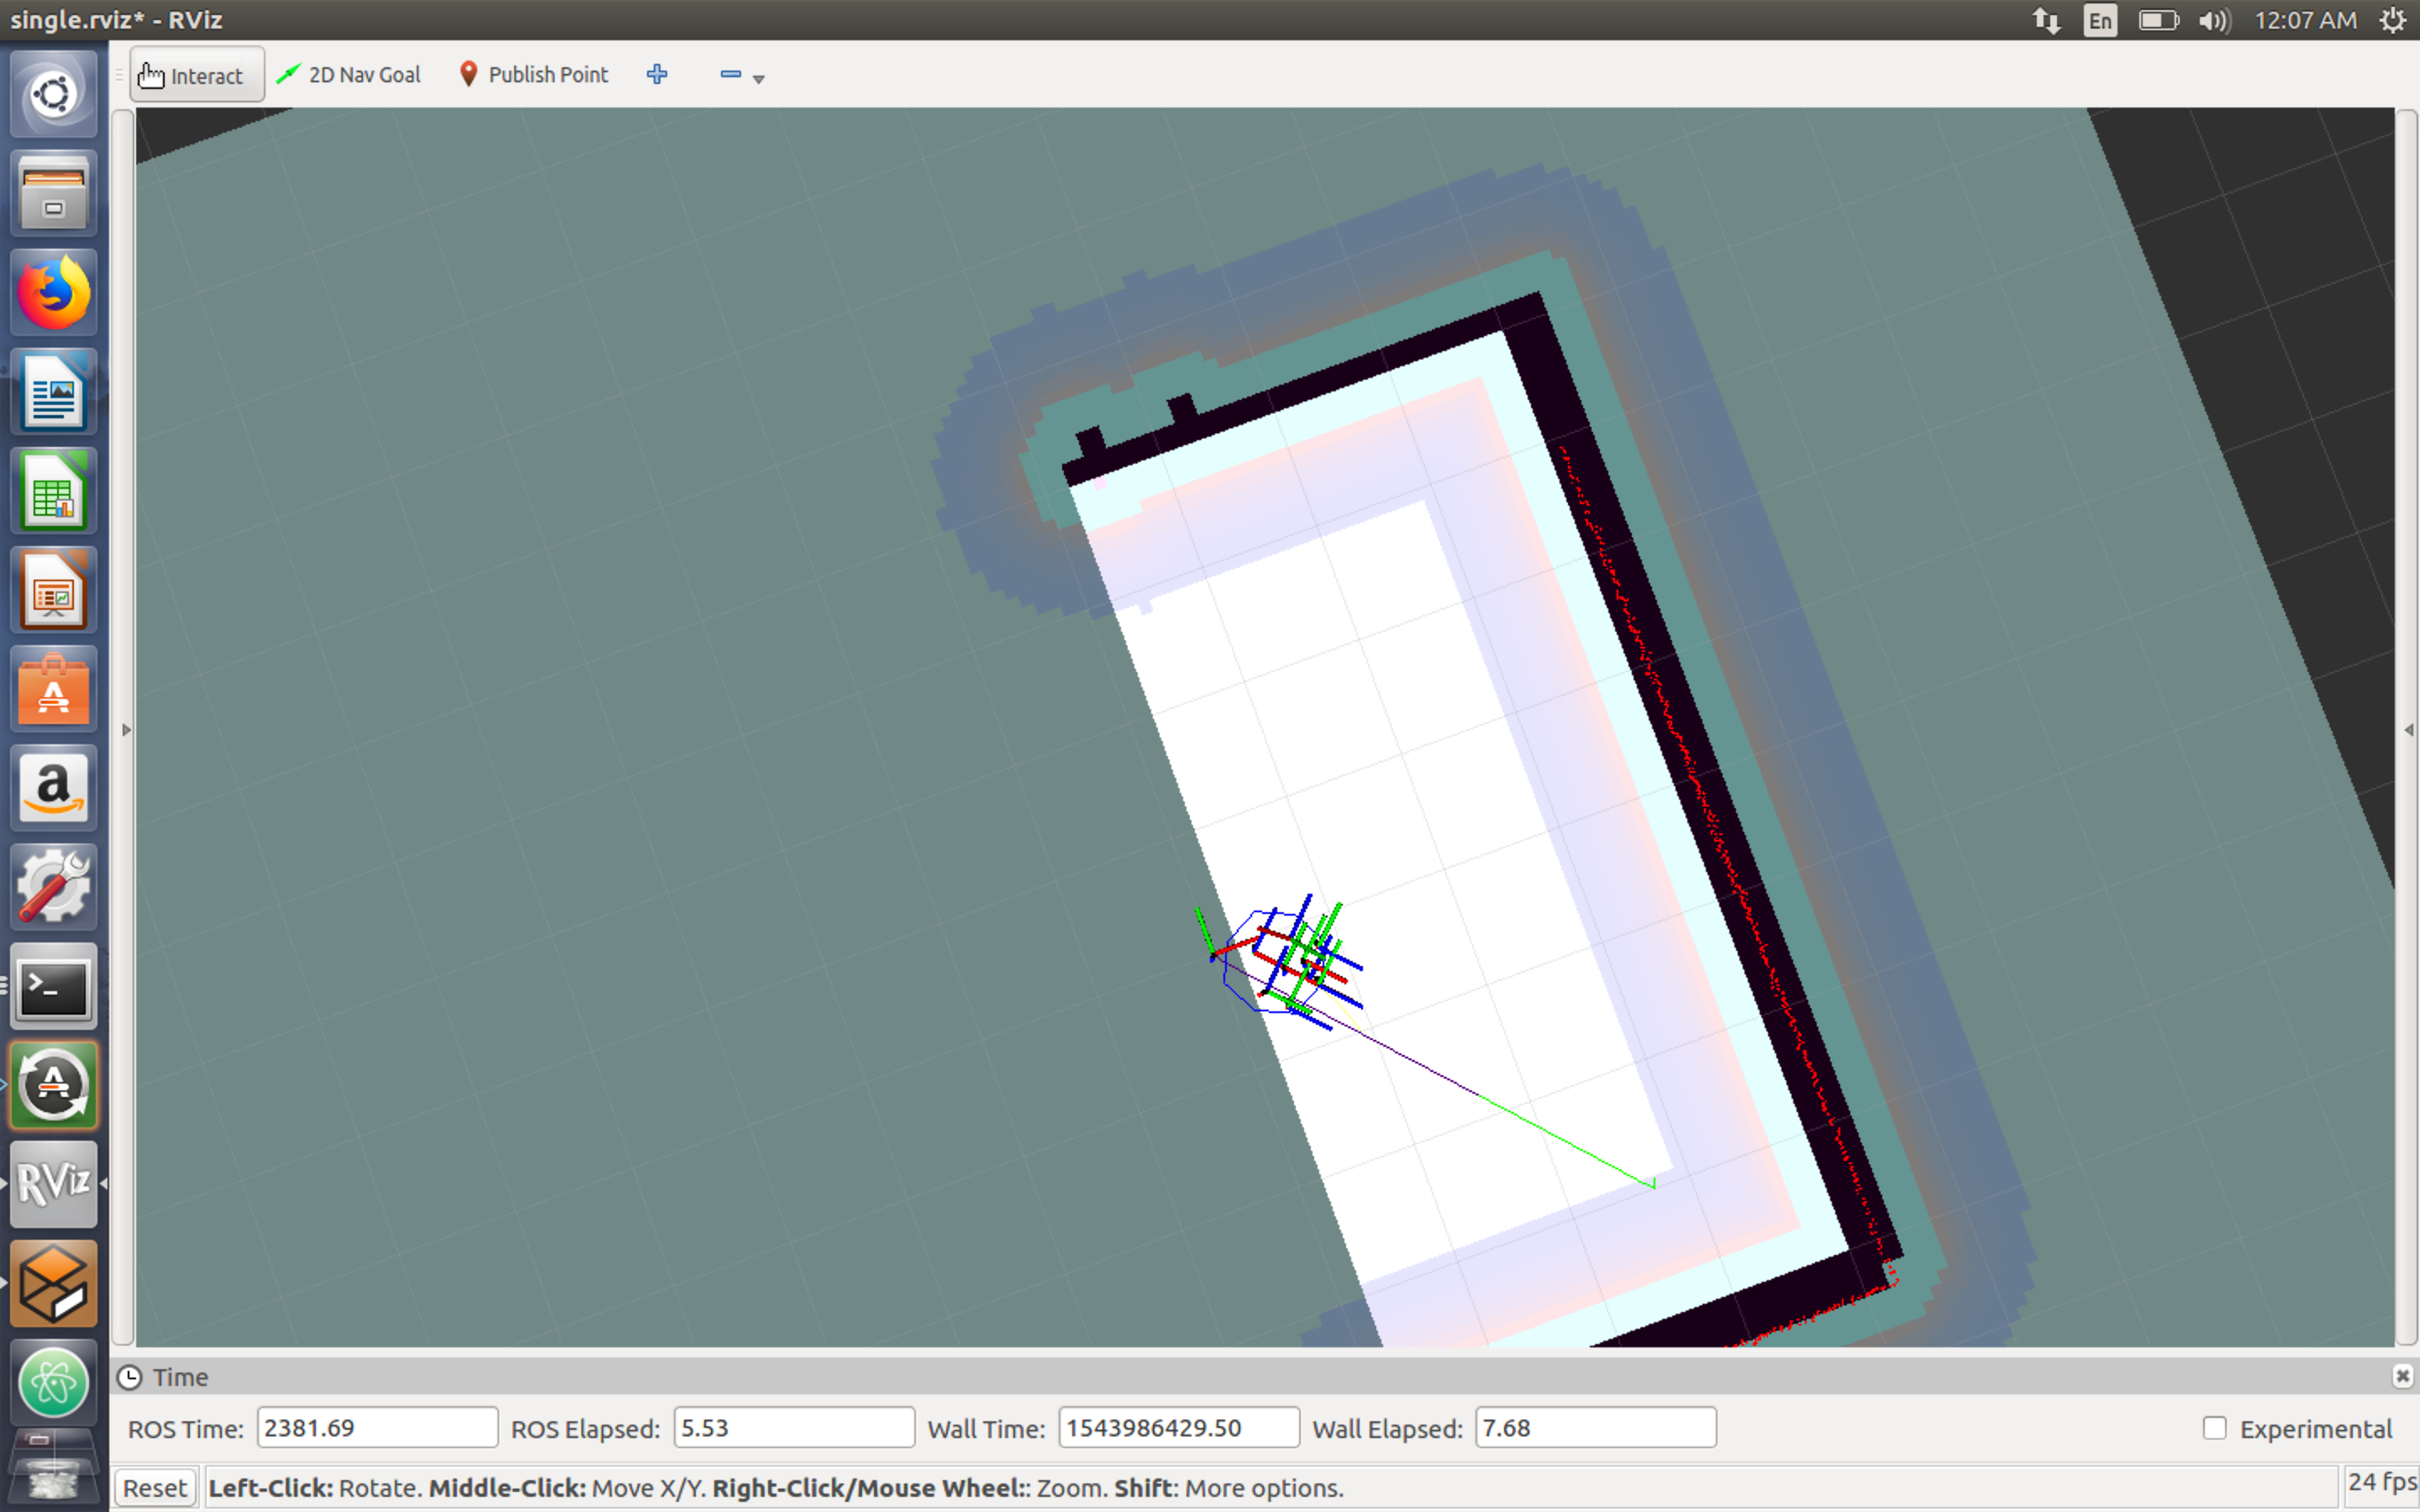 single.rviz* - RViz
En 12:07 AM
Interact 2D Nav Goal Publish Point
a
>_
RViz
Time
ROS Time: 2381.69 ROS Elapsed: 5.53 Wall Time: 1543986429.50 Wall Elapsed: 7.68 Experimental
Reset Left-Click: Rotate. Middle-Click: Move X/Y. Right-Click/Mouse Wheel:: Zoom. Shift: More options. 24 fps